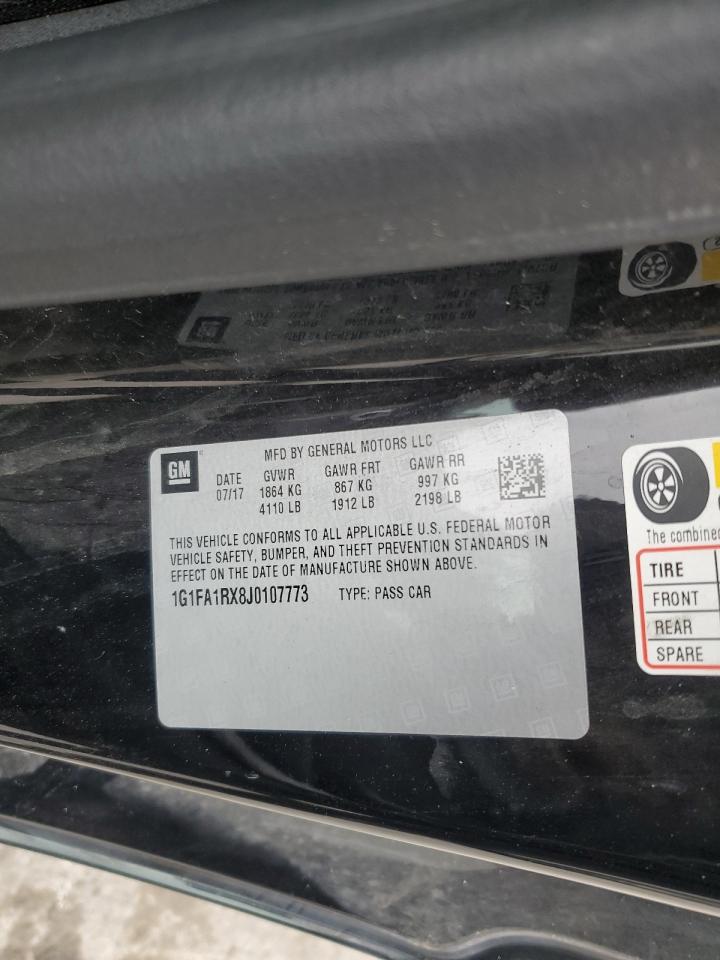 GM
MFD BY GENERAL MOTORS LLC
DATE GVWR GAWR FRT GAWR RR
07/17 1864 KG 867 KG 997 KG
4110 LB 1912 LB 2198 LB
THIS VEHICLE CONFORMS TO ALL APPLICABLE U.S. FEDERAL MOTOR
VEHICLE SAFETY, BUMPER, AND THEFT PREVENTION STANDARDS IN
EFFECT ON THE DATE OF MANUFACTURE SHOWN ABOVE.
1G1FA1RX8J0107773 TYPE: PASS CAR
The combined
TIRE
FRONT
REAR
SPARE